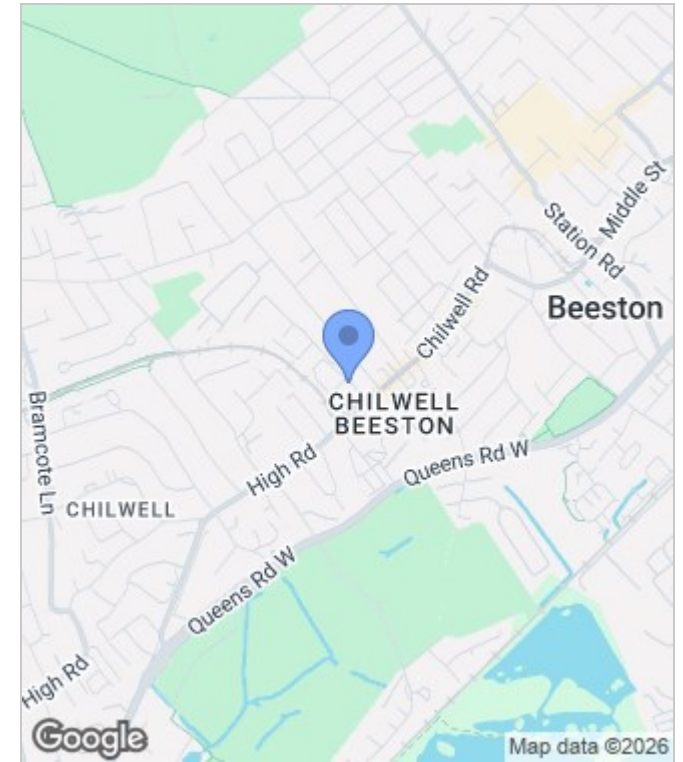 Middle St
Station Rd
Beeston
Chilwell Rd
CHILWELL
BEESTON
Bramcote Ln
High Rd
Queens Rd W
CHILWELL
Queens Rd W
High Rd
Google
Map data ©2026